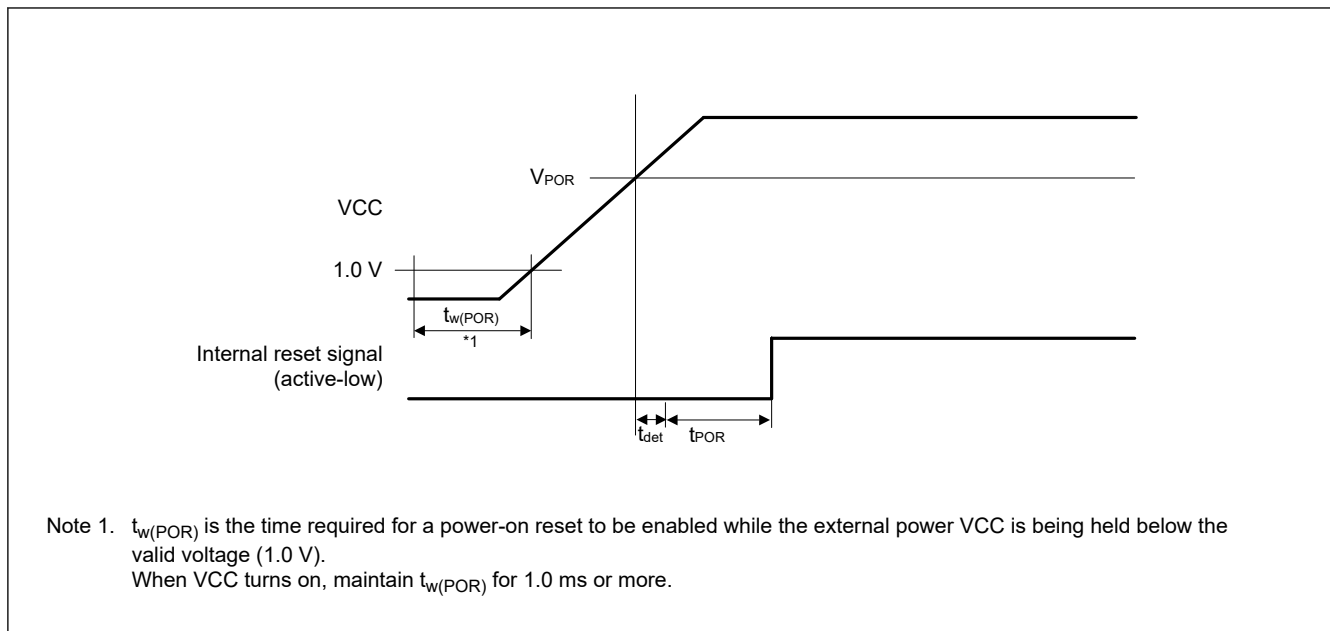 VPOR
VCC
1.0 V
tw(POR)
*1
Internal reset signal
(active-low)
tdet
tPOR
Note 1. tw(POR) is the time required for a power-on reset to be enabled while the external power VCC is being held below the
valid voltage (1.0 V).
When VCC turns on, maintain tw(POR) for 1.0 ms or more.